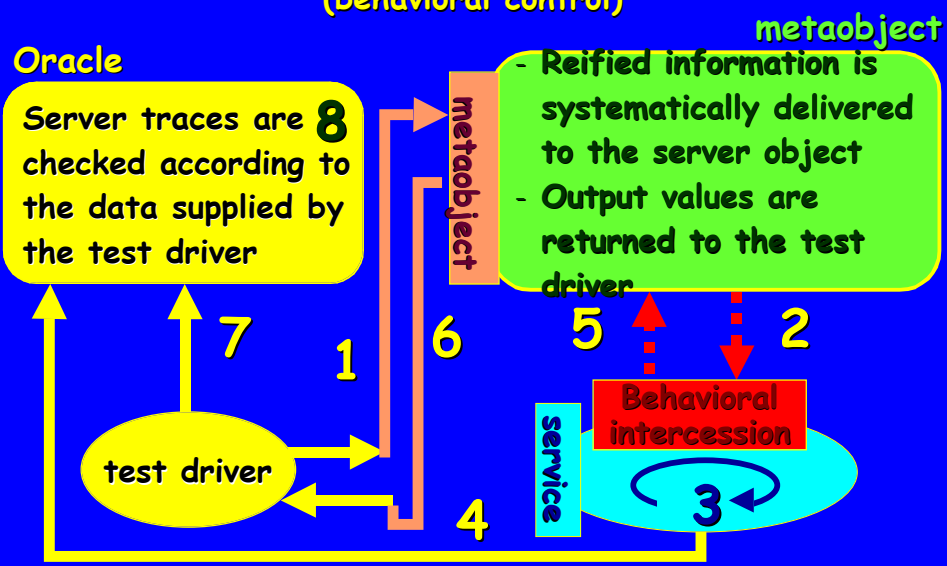 (behavioral control)
metaobject
Oracle
Server traces are
checked according to
the data supplied by
the test driver
8
metaobject
- Reified information is
systematically delivered
to the server object
- Output values are
returned to the test
driver
7
1
6
5
2
Behavioral
intercession
service
3
test driver
4